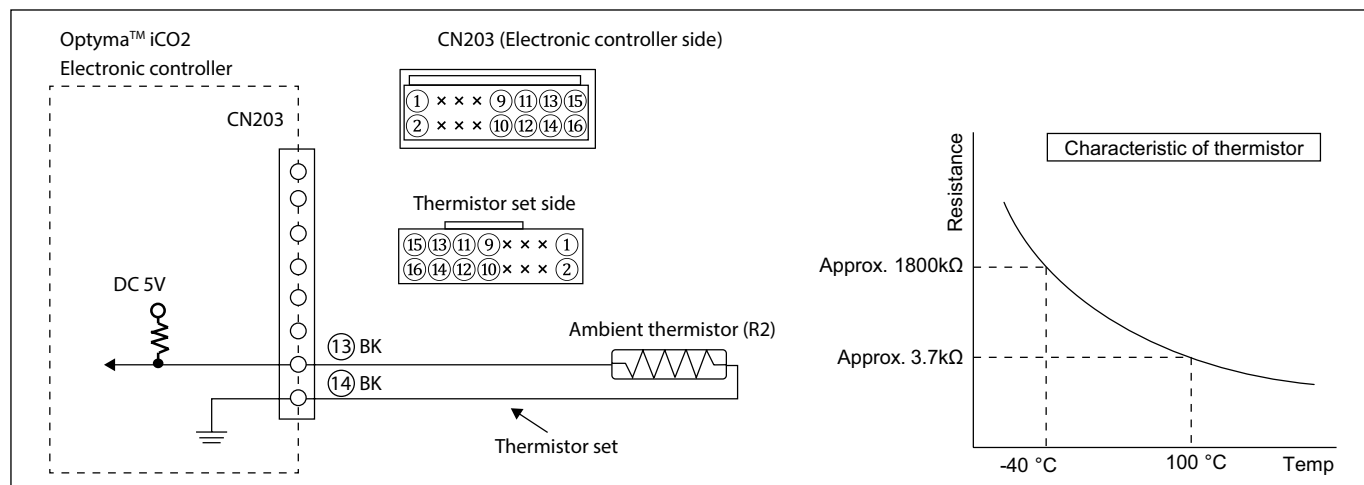 Optyma™ iCO2
Electronic controller
CN203
DC 5V
⑬ BK
⑭ BK
CN203 (Electronic controller side)
① × × × ⑨ ⑪ ⑬ ⑮
② × × × ⑩ ⑫ ⑭ ⑯
Thermistor set side
⑮ ⑬ ⑪ ⑨ × × × ①
⑯ ⑭ ⑫ ⑩ × × × ②
Ambient thermistor (R2)
Thermistor set
Characteristic of thermistor
Resistance
Approx. 1800kΩ
Approx. 3.7kΩ
-40 °C
100 °C
Temp